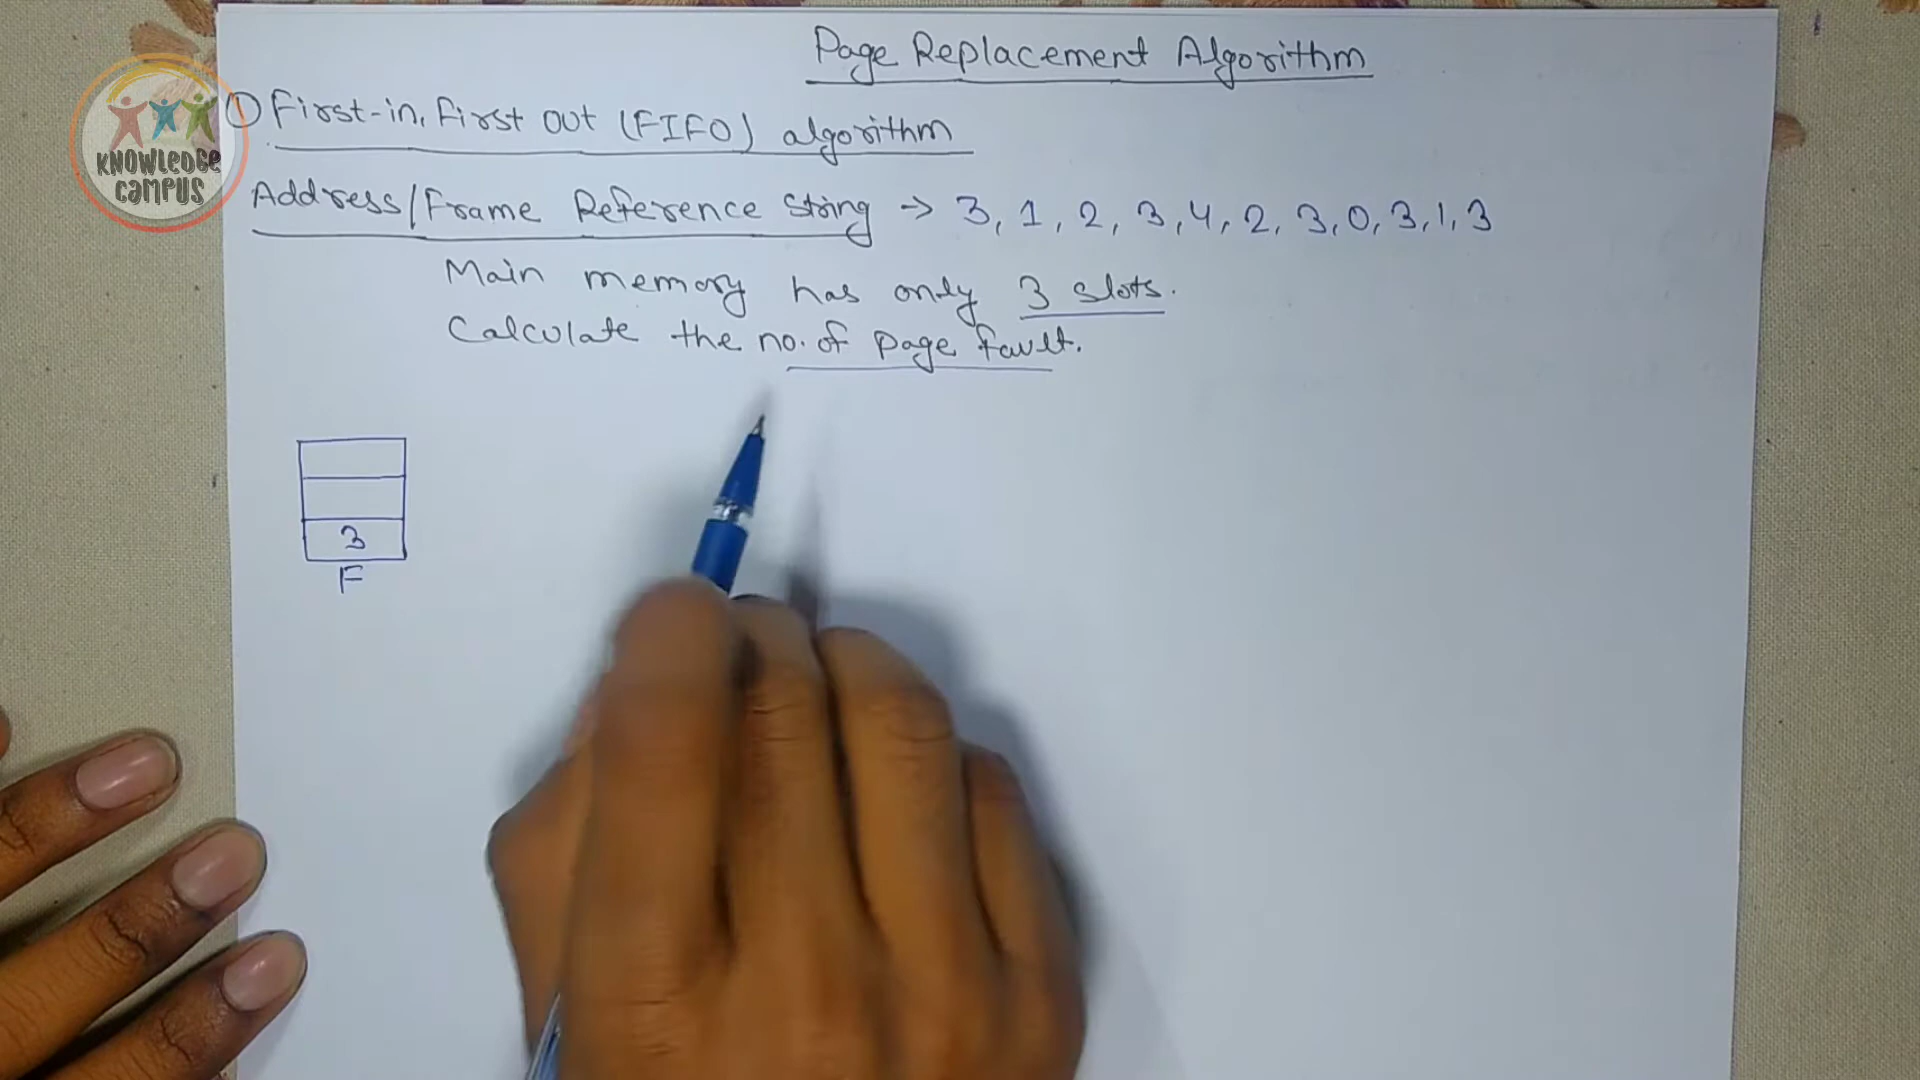 Page Replacement Algorithm
① First-in, First out (FIFO) algorithm
KNOWLEDGE
CAMPUS
Address/Frame Reference String → 3, 1, 2, 3, 4, 2, 3, 0, 3, 1, 3
Main memory has only 3 slots.
Calculate the no. of page fault.
3
F